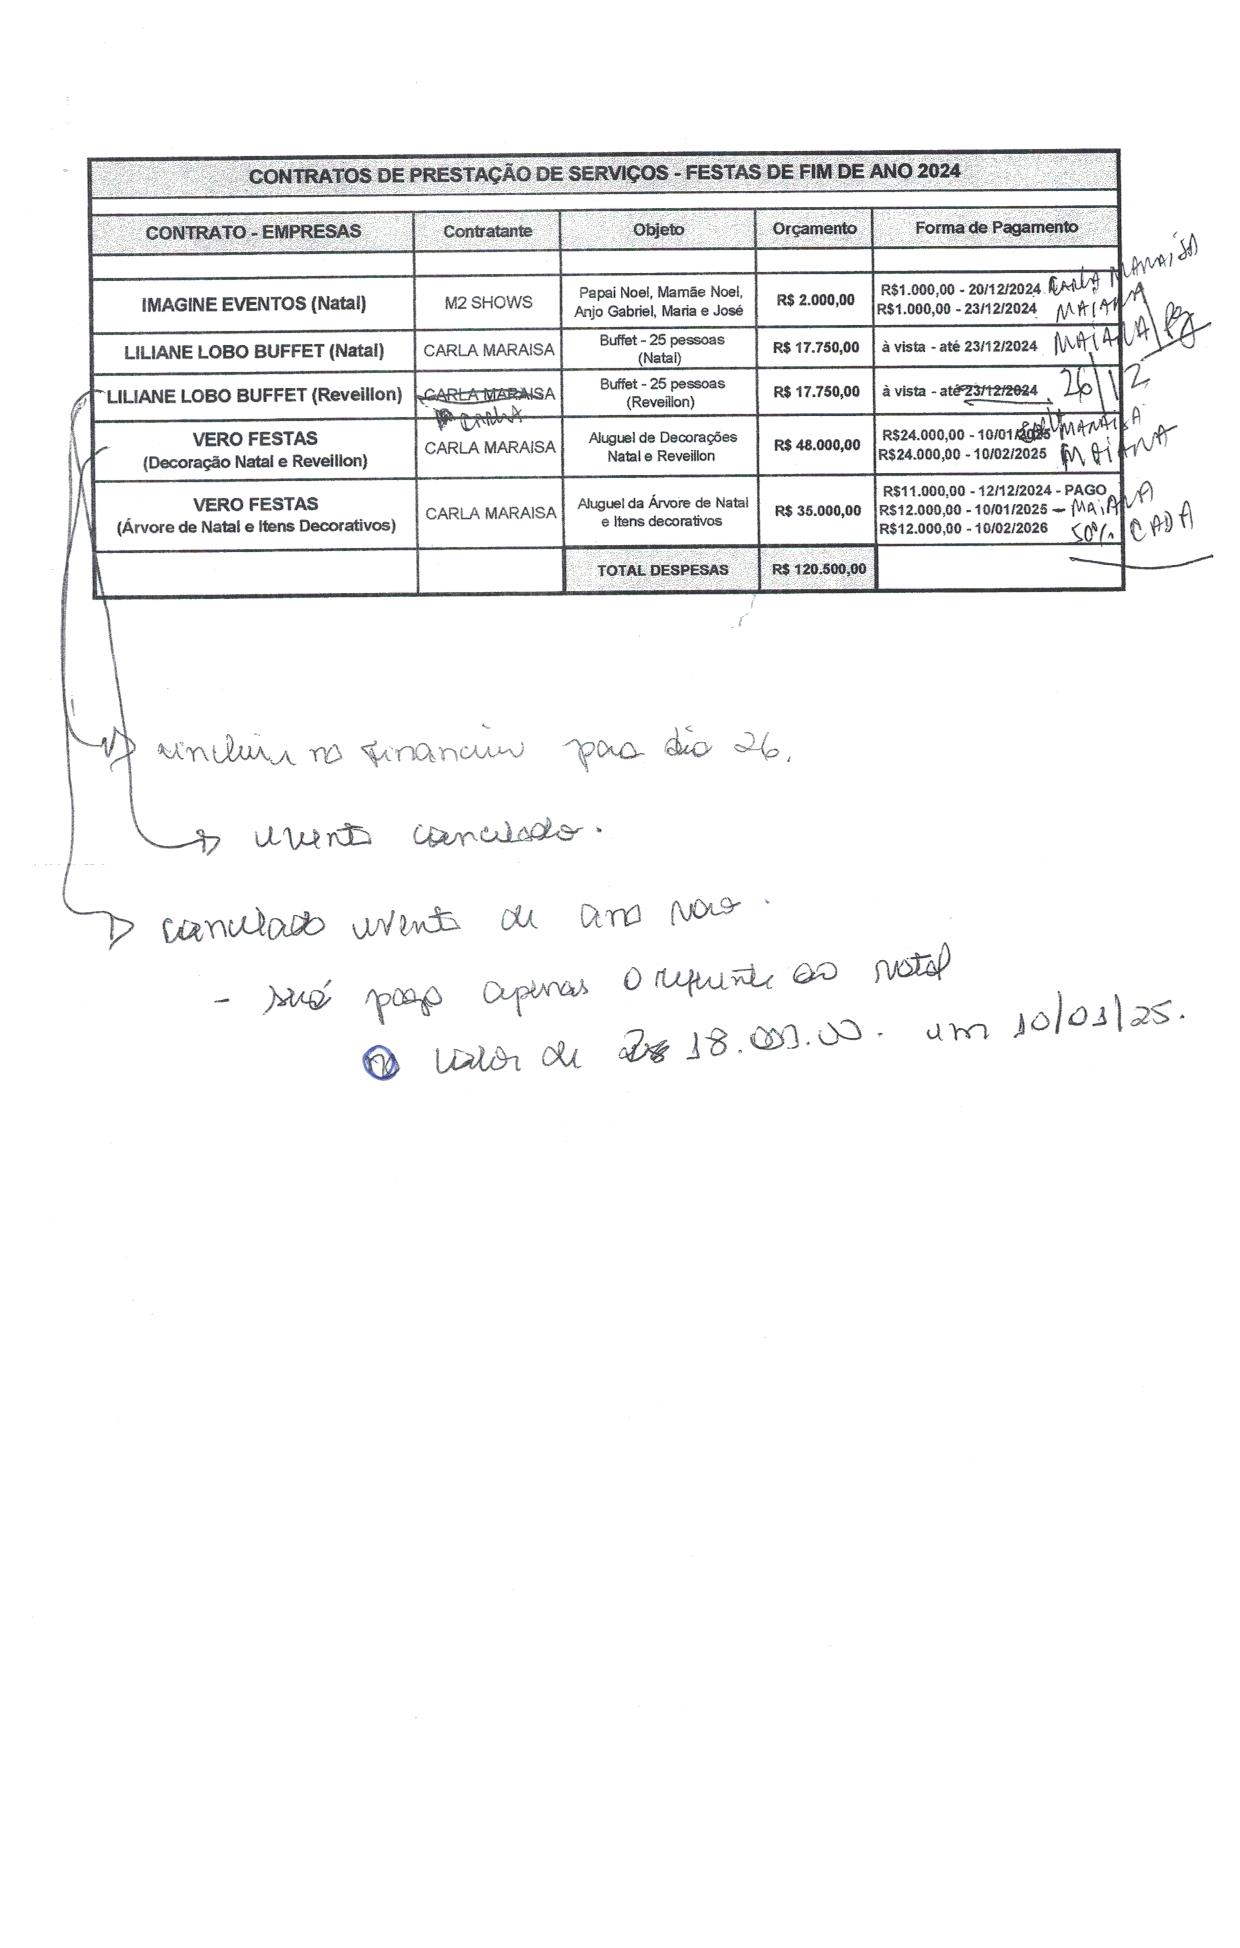 CONTRATOS DE PRESTAÇÃO DE SERVIÇOS - FESTAS DE FIM DE ANO 2024
CONTRATO - EMPRESAS Contratante Objeto Orçamento Forma de Pagamento
IMAGINE EVENTOS (Natal) M2 SHOWS Papai Noel, Mamãe Noel, R$ 2.000,00 R$1.000,00 - 20/12/2024 CARLA MARAISA
Anjo Gabriel, Maria e José R$1.000,00 - 23/12/2024 MAIARA
LILIANE LOBO BUFFET (Natal) CARLA MARAISA Buffet - 25 pessoas R$ 17.750,00 à vista - até 23/12/2024 MAIARA Pg
(Natal)
LILIANE LOBO BUFFET (Reveillon) CARLA MARAISA Buffet - 25 pessoas R$ 17.750,00 à vista - até 23/12/2024 26/12
CARLA (Reveillon)
VERO FESTAS CARLA MARAISA Aluguel de Decorações R$ 48.000,00 R$24.000,00 - 10/01/2025 MARAISA
(Decoração Natal e Reveillon) Natal e Reveillon R$24.000,00 - 10/02/2025 MAIARA
VERO FESTAS CARLA MARAISA Aluguel da Árvore de Natal R$ 35.000,00 R$11.000,00 - 12/12/2024 - PAGO
(Árvore de Natal e Itens Decorativos) e Itens decorativos R$12.000,00 - 10/01/2025 - MAIARA
R$12.000,00 - 10/02/2026 50% CADA
TOTAL DESPESAS R$ 120.500,00
incluir no financeiro para dia 26.
evento cancelado.
cancelado evento de ano novo.
- será pago apenas o referente ao natal
no valor de R$ 18.000.00. em 10/01/25.